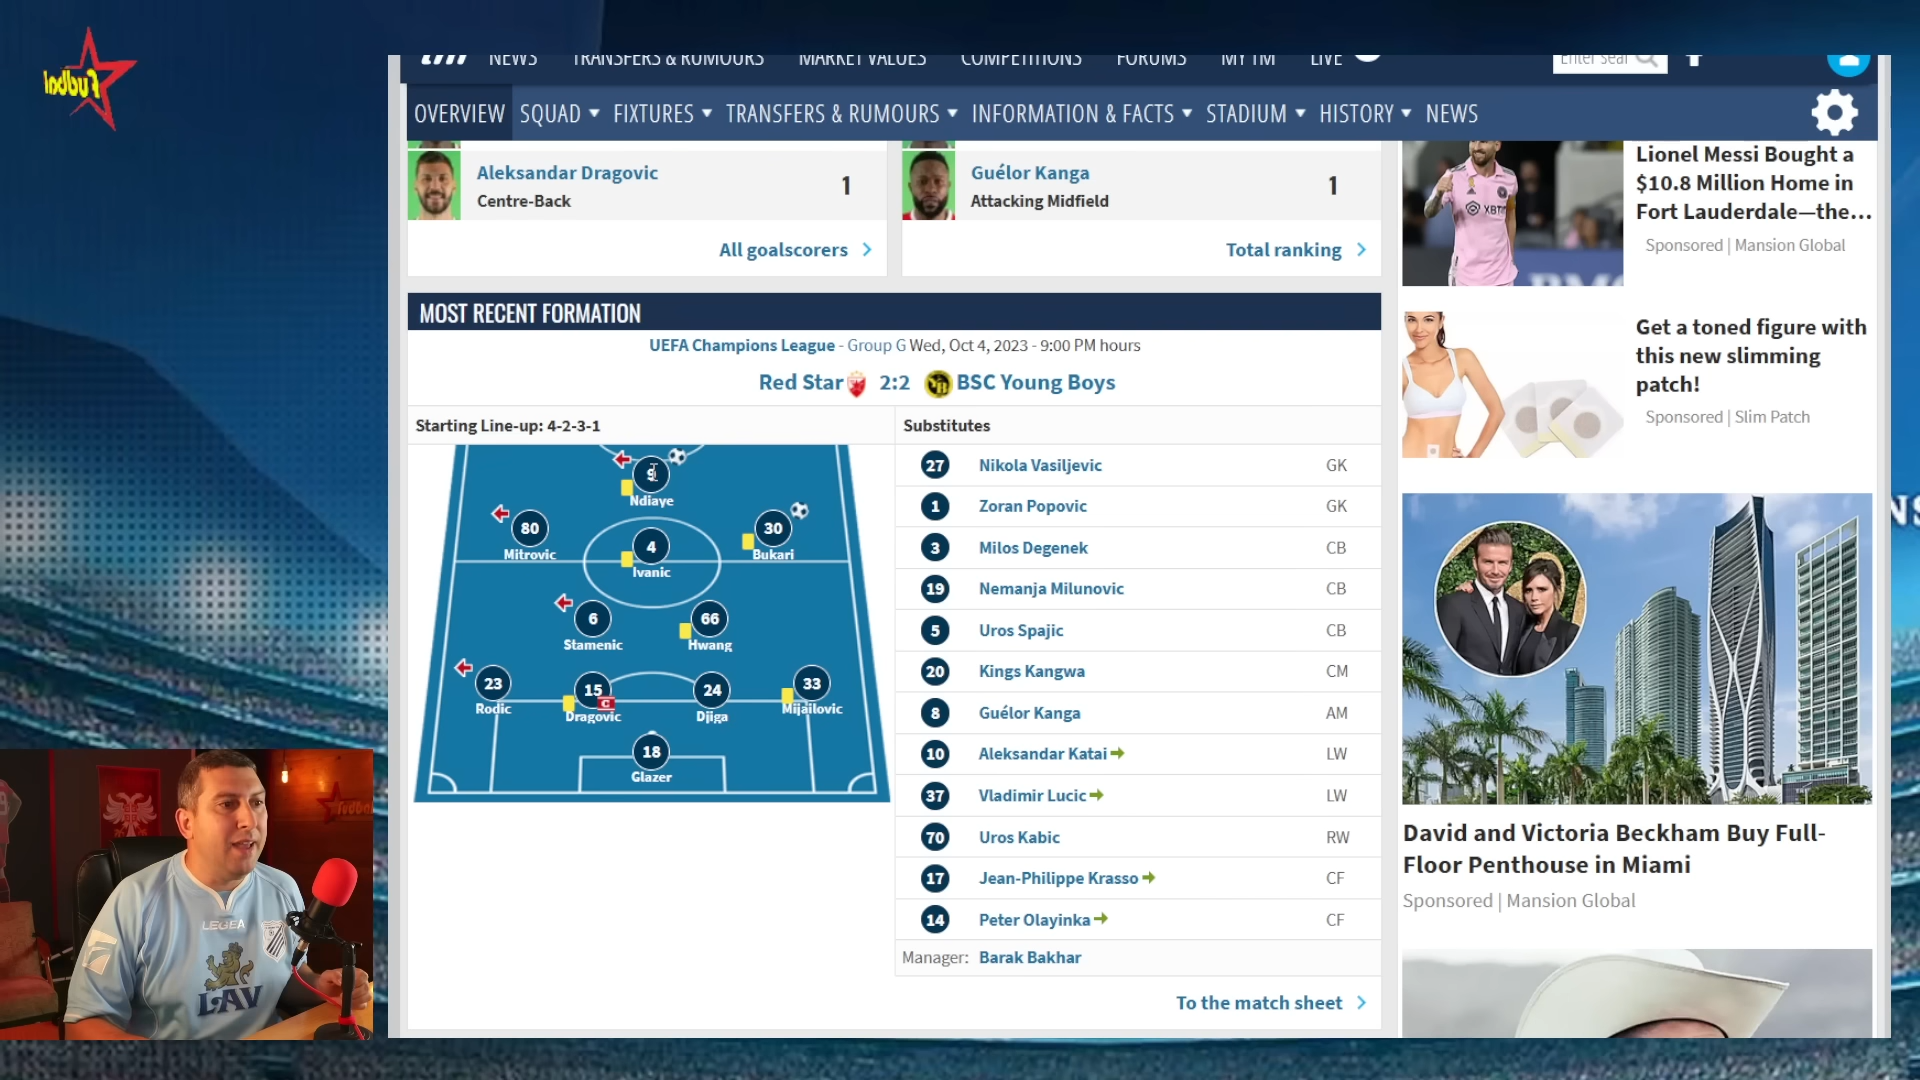 Fudbal
NEWS TRANSFERS & RUMOURS MARKET VALUES COMPETITIONS FORUMS MY TM LIVE
Enter sear
OVERVIEW SQUAD FIXTURES TRANSFERS & RUMOURS INFORMATION & FACTS STADIUM HISTORY NEWS
Aleksandar Dragovic
Centre-Back
1
Guélor Kanga
Attacking Midfield
1
All goalscorers
Total ranking
MOST RECENT FORMATION
UEFA Champions League - Group G Wed, Oct 4, 2023 - 9:00 PM hours
Red Star 2:2 BSC Young Boys
Starting Line-up: 4-2-3-1
9
Ndiaye
80
Mitrovic
30
Bukari
4
Ivanic
6
Stamenic
66
Hwang
23
Rodic
15
C
Dragovic
24
Djiga
33
Mijailovic
18
Glazer
Substitutes
27 Nikola Vasiljevic GK
1 Zoran Popovic GK
3 Milos Degenek CB
19 Nemanja Milunovic CB
5 Uros Spajic CB
20 Kings Kangwa CM
8 Guélor Kanga AM
10 Aleksandar Katai LW
37 Vladimir Lucic LW
70 Uros Kabic RW
17 Jean-Philippe Krasso CF
14 Peter Olayinka CF
Manager: Barak Bakhar
To the match sheet
Lionel Messi Bought a
$10.8 Million Home in
Fort Lauderdale—the...
Sponsored | Mansion Global
Get a toned figure with
this new slimming
patch!
Sponsored | Slim Patch
David and Victoria Beckham Buy Full-
Floor Penthouse in Miami
Sponsored | Mansion Global
LEGEA
LAV